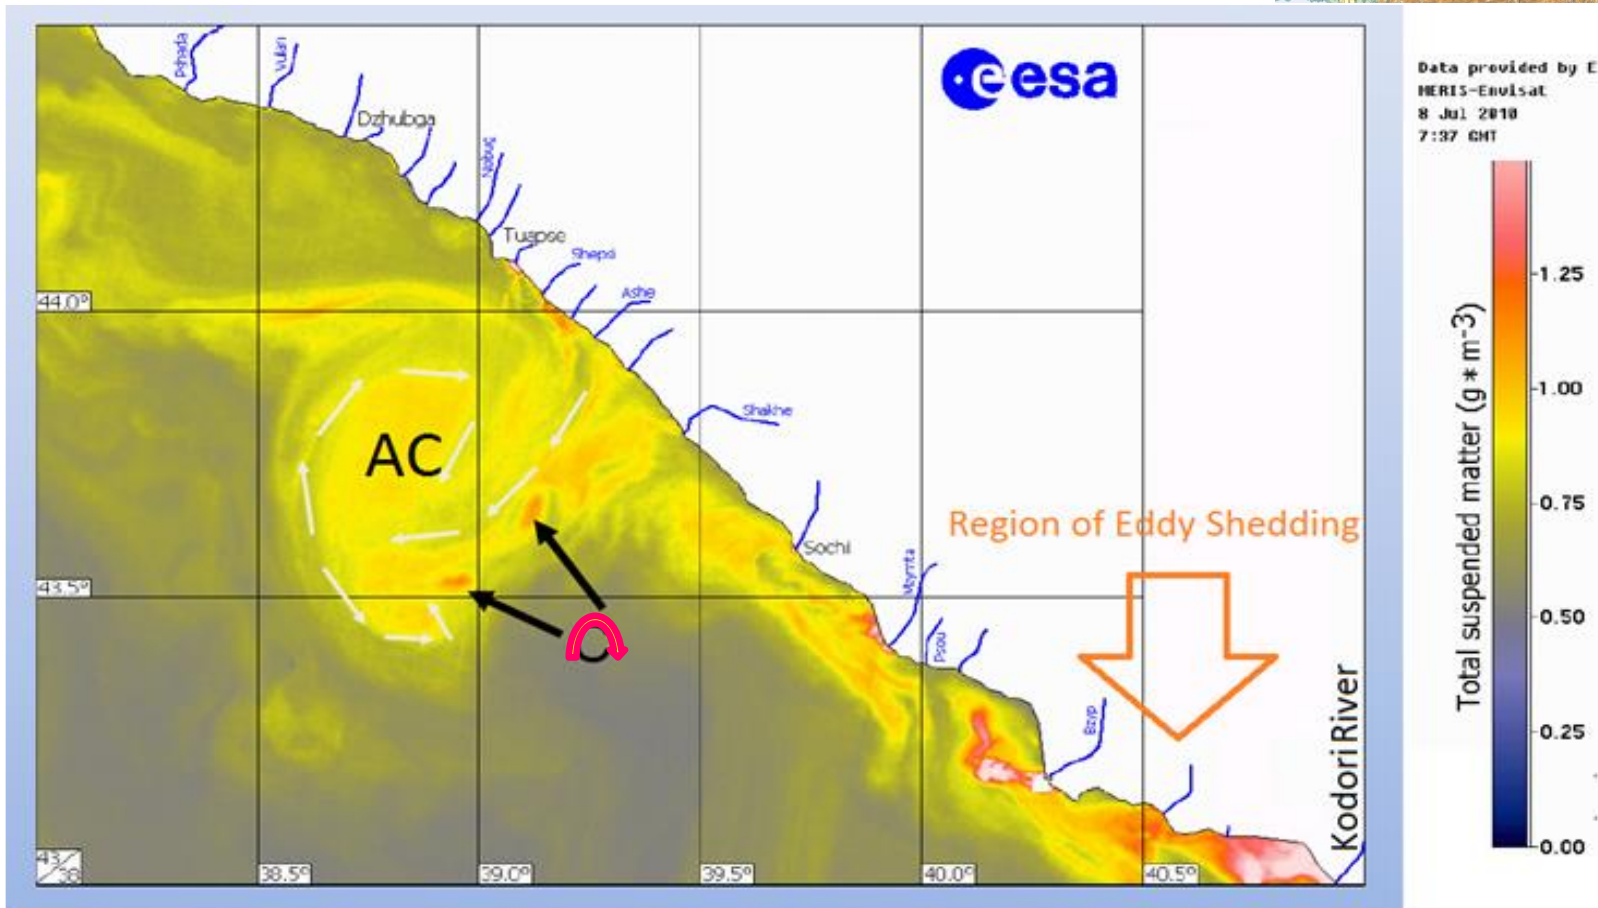 Pshada
Vulan
esa
Data provided by E
MERIS-Envisat
8 Jul 2010
7:37 GMT
Dzhubga
Tuapse
Shepsi
Ashe
44.0°
Shakhe
AC
Region of Eddy Shedding
Sochi
43.5°
Psou
Bzyp
Kodori River
43/38
38.5°
39.0°
39.5°
40.0°
40.5°
Total suspended matter (g * m-3)
1.25
1.00
0.75
0.50
0.25
0.00